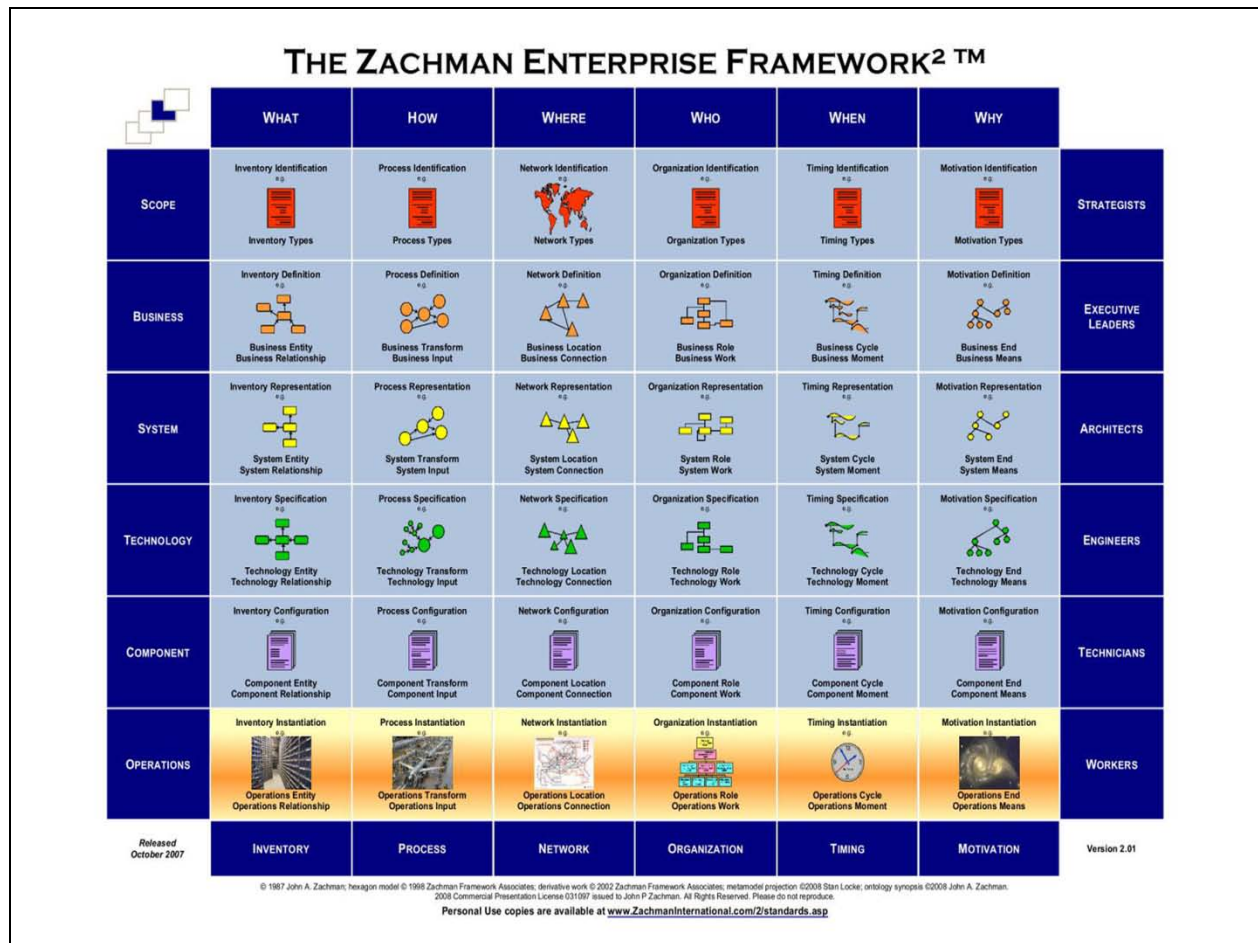 THE ZACHMAN ENTERPRISE FRAMEWORK² ™
WHAT
HOW
WHERE
WHO
WHEN
WHY
SCOPE
Inventory Identification
e.g.
Inventory Types
Process Identification
e.g.
Process Types
Network Identification
e.g.
Network Types
Organization Identification
e.g.
Organization Types
Timing Identification
e.g.
Timing Types
Motivation Identification
e.g.
Motivation Types
STRATEGISTS
BUSINESS
Inventory Definition
e.g.
Business Entity
Business Relationship
Process Definition
e.g.
Business Transform
Business Input
Network Definition
e.g.
Business Location
Business Connection
Organization Definition
e.g.
Business Role
Business Work
Timing Definition
e.g.
Business Cycle
Business Moment
Motivation Definition
e.g.
Business End
Business Means
EXECUTIVE
LEADERS
SYSTEM
Inventory Representation
e.g.
System Entity
System Relationship
Process Representation
e.g.
System Transform
System Input
Network Representation
e.g.
System Location
System Connection
Organization Representation
e.g.
System Role
System Work
Timing Representation
e.g.
System Cycle
System Moment
Motivation Representation
e.g.
System End
System Means
ARCHITECTS
TECHNOLOGY
Inventory Specification
e.g.
Technology Entity
Technology Relationship
Process Specification
e.g.
Technology Transform
Technology Input
Network Specification
e.g.
Technology Location
Technology Connection
Organization Specification
e.g.
Technology Role
Technology Work
Timing Specification
e.g.
Technology Cycle
Technology Moment
Motivation Specification
e.g.
Technology End
Technology Means
ENGINEERS
COMPONENT
Inventory Configuration
e.g.
Component Entity
Component Relationship
Process Configuration
e.g.
Component Transform
Component Input
Network Configuration
e.g.
Component Location
Component Connection
Organization Configuration
e.g.
Component Role
Component Work
Timing Configuration
e.g.
Component Cycle
Component Moment
Motivation Configuration
e.g.
Component End
Component Means
TECHNICIANS
OPERATIONS
Inventory Instantiation
e.g.
Operations Entity
Operations Relationship
Process Instantiation
e.g.
Operations Transform
Operations Input
Network Instantiation
e.g.
Operations Location
Operations Connection
Organization Instantiation
e.g.
Operations Role
Operations Work
Timing Instantiation
e.g.
Operations Cycle
Operations Moment
Motivation Instantiation
e.g.
Operations End
Operations Means
WORKERS
Released
October 2007
INVENTORY
PROCESS
NETWORK
ORGANIZATION
TIMING
MOTIVATION
Version 2.01
© 1987 John A. Zachman; hexagon model © 1998 Zachman Framework Associates; derivative work © 2002 Zachman Framework Associates; metamodel projection ©2008 Stan Locke; ontology synopsis ©2008 John A. Zachman.
2008 Commercial Presentation License 031097 issued to John P Zachman. All Rights Reserved. Please do not reproduce.
Personal Use copies are available at www.ZachmanInternational.com/2/standards.asp